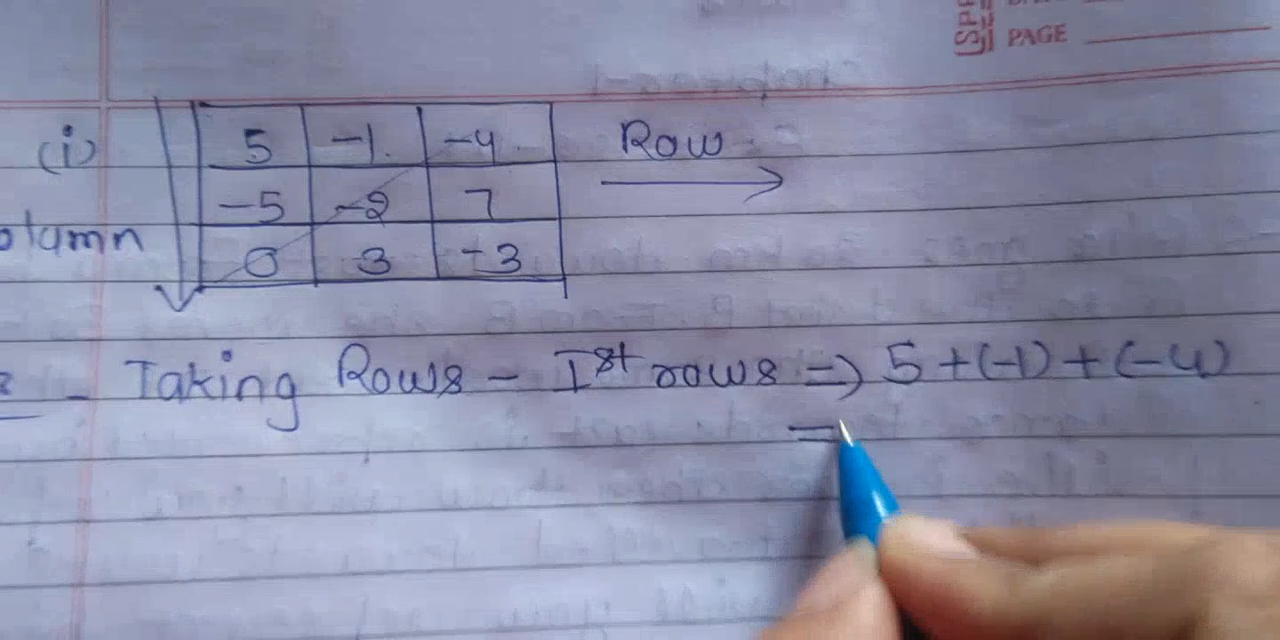 PAGE
(i) 5 -1 -4 Row
-5 -2 7
olumn 0 3 -3
Taking Rows - Ist rows => 5 + (-1) + (-4)
=